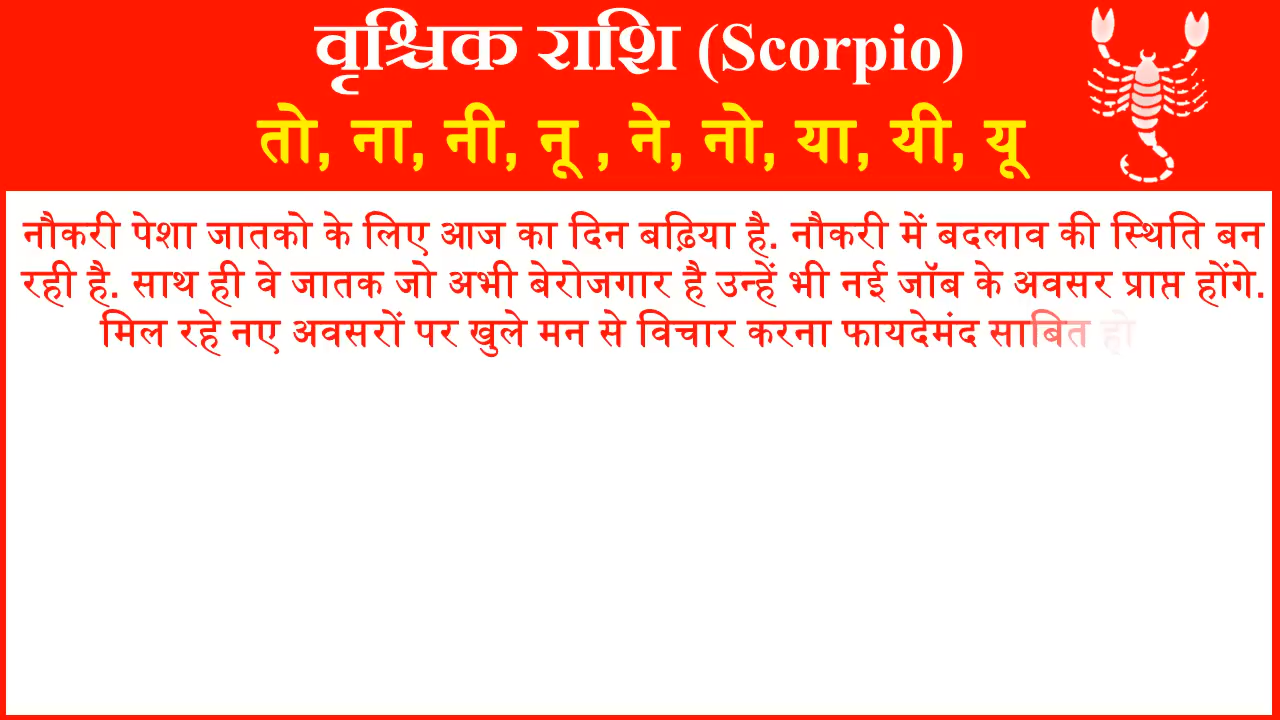 वृश्चिक राशि (Scorpio)
तो, ना, नी, नू , ने, नो, या, यी, यू
नौकरी पेशा जातको के लिए आज का दिन बढ़िया है. नौकरी में बदलाव की स्थिति बन
रही है. साथ ही वे जातक जो अभी बेरोजगार है उन्हें भी नई जॉब के अवसर प्राप्त होंगे.
मिल रहे नए अवसरों पर खुले मन से विचार करना फायदेमंद साबित हो